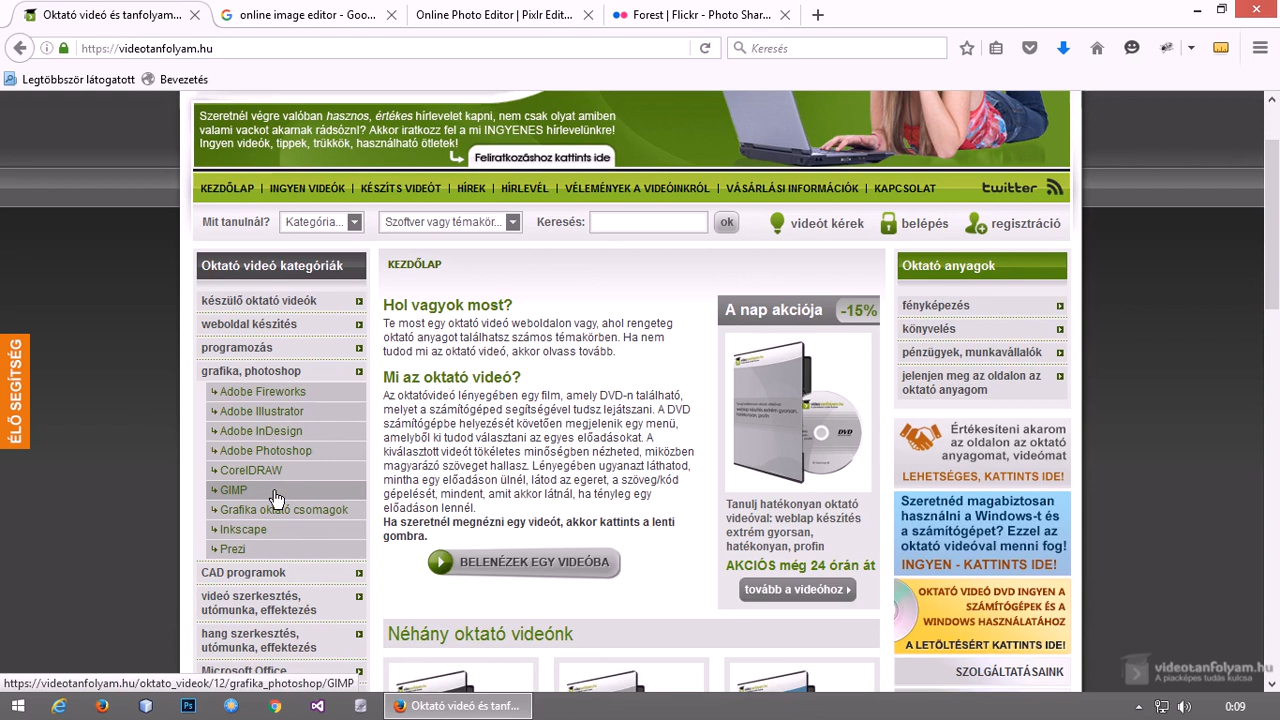 Oktató videó és tanfolyam...
online image editor - Goo...
Online Photo Editor | Pixlr Edit...
Forest | Flickr - Photo Shar...
https://videotanfolyam.hu
Keresés
Legtöbbször látogatott
Bevezetés
Szeretnél végre valóban hasznos, értékes hírlevelet kapni, nem csak olyat amiben
valami vackot akarnak rádsózni? Akkor iratkozz fel a mi INGYENES hírlevelünkre!
Ingyen videók, tippek, trükkök, használható ötletek!
Feliratkozáshoz kattints ide
KEZDŐLAP | INGYEN VIDEÓK | KÉSZÍTS VIDEÓT | HÍREK | HÍRLEVÉL | VÉLEMÉNYEK A VIDEÓINKRÓL | VÁSÁRLÁSI INFORMÁCIÓK | KAPCSOLAT
twitter
Mit tanulnál?
Kategória...
Szoftver vagy témakör...
Keresés:
ok
videót kérek
belépés
regisztráció
Oktató videó kategóriák
készülő oktató videók
weboldal készítés
programozás
grafika, photoshop
Adobe Fireworks
Adobe Illustrator
Adobe InDesign
Adobe Photoshop
CorelDRAW
GIMP
Grafika oktató csomagok
Inkscape
Prezi
CAD programok
videó szerkesztés,
utómunka, effektezés
hang szerkesztés,
utómunka, effektezés
Microsoft Office
KEZDŐLAP
Hol vagyok most?
Te most egy oktató videó weboldalon vagy, ahol rengeteg
oktató anyagot találhatsz számos témakörben. Ha nem
tudod mi az oktató videó, akkor olvass tovább.
Mi az oktató videó?
Az oktatóvideó lényegében egy film, amely DVD-n található,
melyet a számítógéped segítségével tudsz lejátszani. A DVD
számítógépbe helyezését követően megjelenik egy menü,
amelyből ki tudod választani az egyes előadásokat. A
kiválasztott videót tökéletes minőségben nézheted, miközben
magyarázó szöveget hallasz. Lényegében ugyanazt láthatod,
mintha egy előadáson ülnél, látod az egeret, a szöveg/kód
gépelését, mindent, amit akkor látnál, ha tényleg egy
előadáson lennél.
Ha szeretnél megnézni egy videót, akkor kattints a lenti
gombra.
BELENÉZEK EGY VIDEÓBA
A nap akciója
-15%
DVD
Tanulj hatékonyan oktató
videóval: weblap készítés
extrém gyorsan,
hatékonyan, profin
AKCIÓS még 24 órán át
tovább a videóhoz
Néhány oktató videónk
Oktató anyagok
fényképezés
könyvelés
pénzügyek, munkavállalók
jelenjen meg az oldalon az
oktató anyagom
Értékesíteni akarom
az oldalon az oktató
anyagomat, videómat
LEHETSÉGES, KATTINTS IDE!
Szeretnéd magabiztosan
használni a Windows-t és
a számítógépet? Ezzel az
oktató videóval menni fog!
INGYEN - KATTINTS IDE!
OKTATÓ VIDEÓ DVD INGYEN A
SZÁMÍTÓGÉPEK ÉS A
WINDOWS HASZNÁLATÁHOZ
A LETÖLTÉSÉRT KATTINTS IDE!
SZOLGÁLTATÁSAINK
ÉLŐ SEGÍTSÉG
videotanfolyam.hu
A piacképes tudás kulcsa
https://videotanfolyam.hu/oktato_videok/12/grafika_photoshop/GIMP
Oktató videó és tanf...
0:09